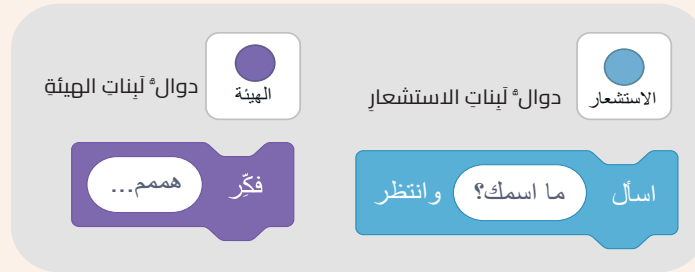 الاستشعار
دوالُّ لَبِناتِ الاستشعارِ
اسأل ما اسمك؟ وانتظر
الهيئة
دوالُّ لَبِناتِ الهيئةِ
فكِّر هممم...